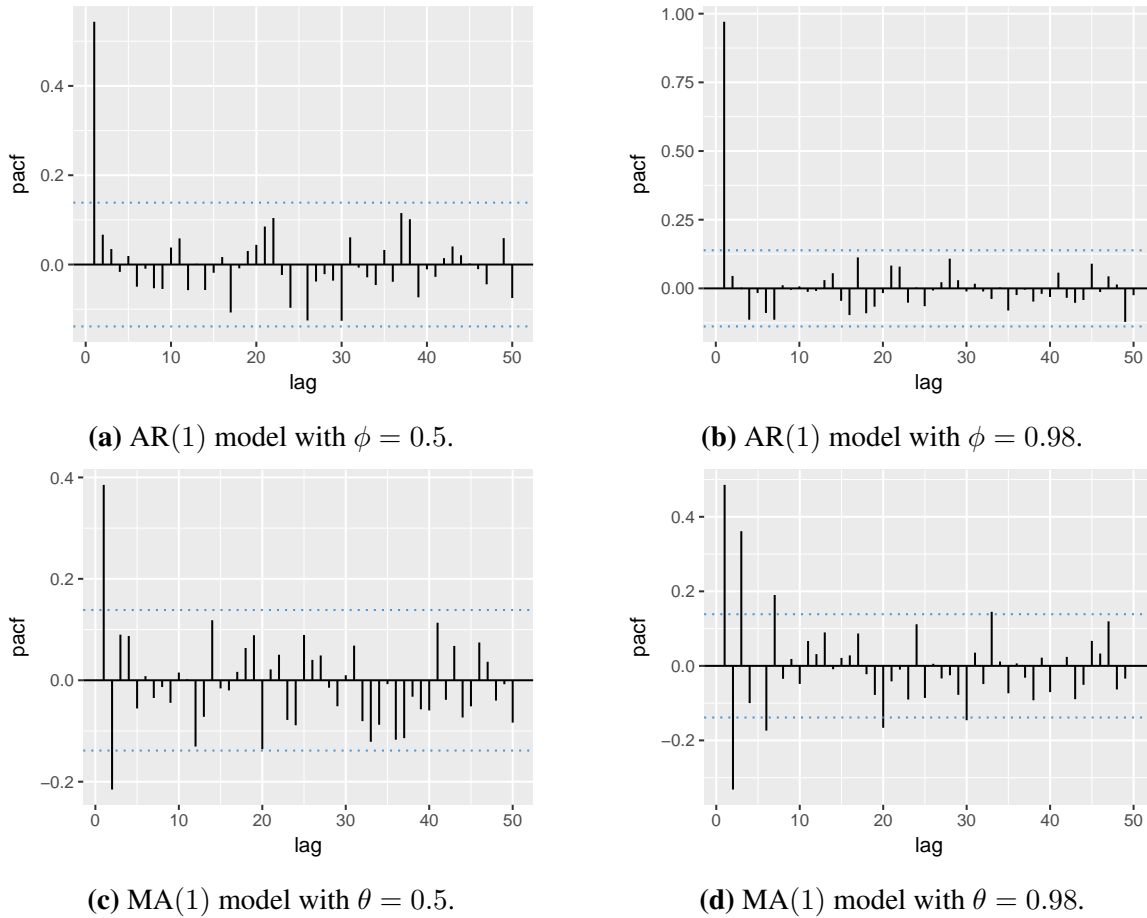 0.4
0.2
0.0
pacf
0 10 20 30 40 50
lag
(a) AR(1) model with ϕ = 0.5.
1.00
0.75
0.50
0.25
0.00
pacf
0 10 20 30 40 50
lag
(b) AR(1) model with ϕ = 0.98.
0.4
0.2
0.0
−0.2
pacf
0 10 20 30 40 50
lag
(c) MA(1) model with θ = 0.5.
0.4
0.2
0.0
−0.2
pacf
0 10 20 30 40 50
lag
(d) MA(1) model with θ = 0.98.